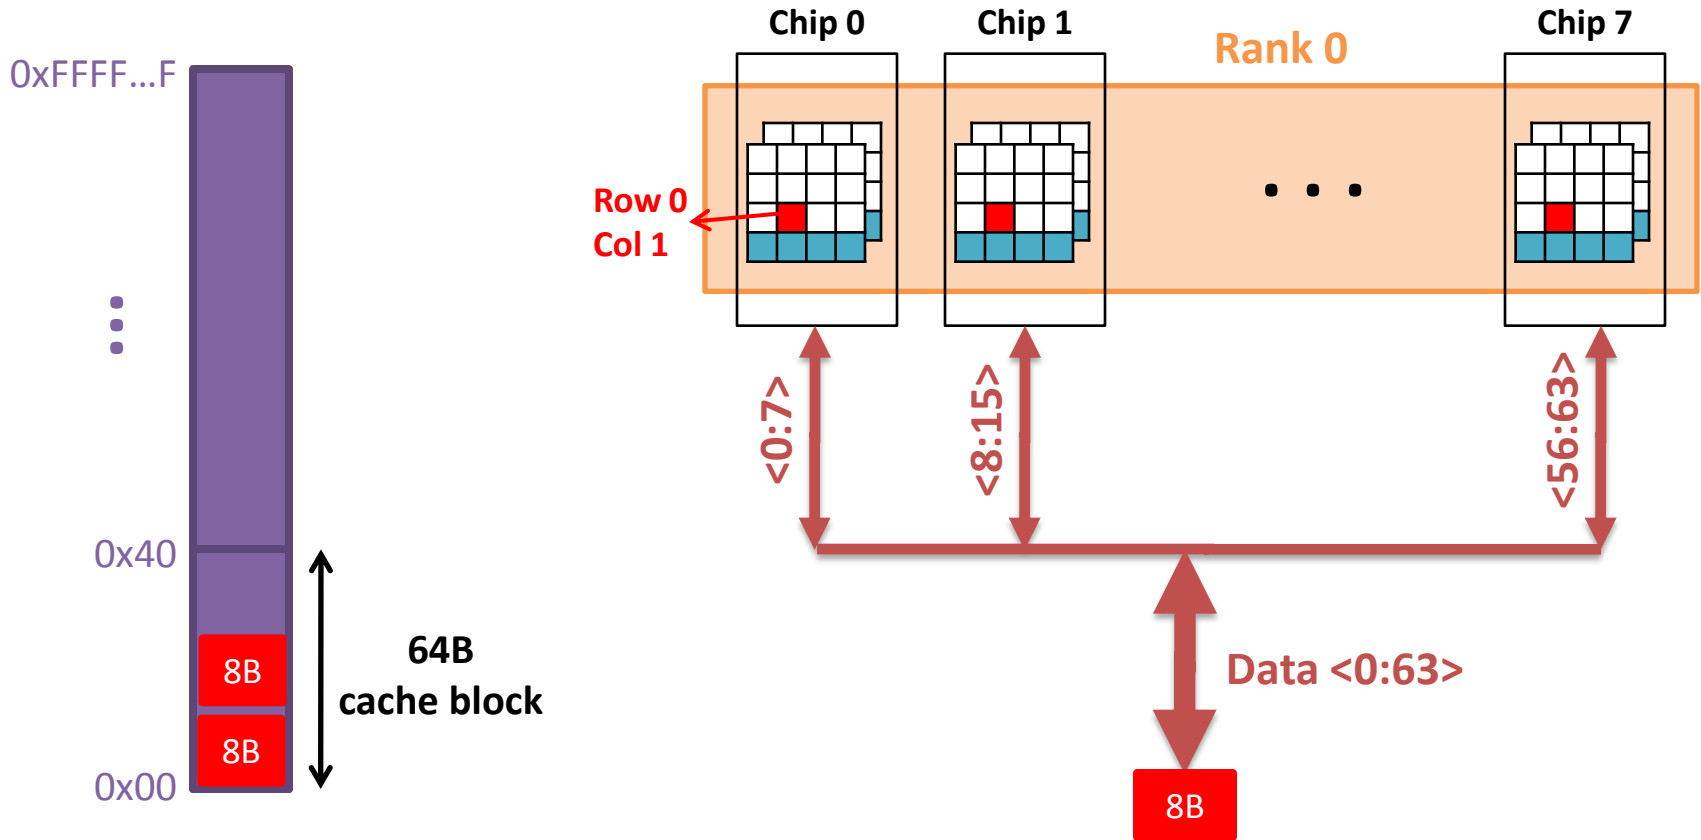 Chip 0
Chip 1
Chip 7
Rank 0
0xFFFF...F
Row 0
Col 1
<0:7>
<8:15>
<56:63>
0x40
64B
cache block
8B
8B
Data <0:63>
0x00
8B